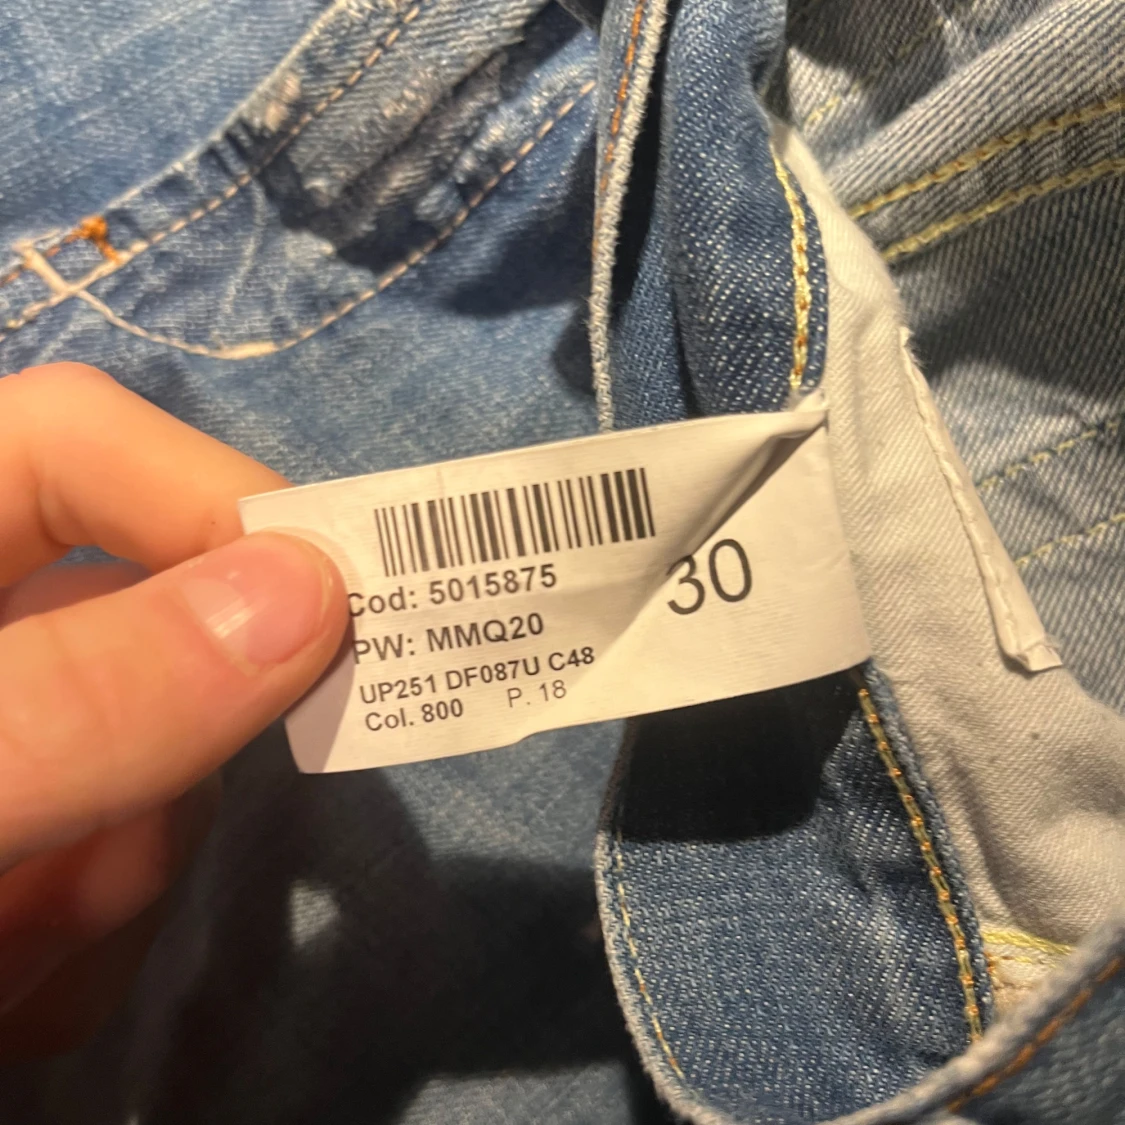 Cod: 5015875
30
PW: MMQ20
UP251 DF087U C48
Col. 800 P. 18